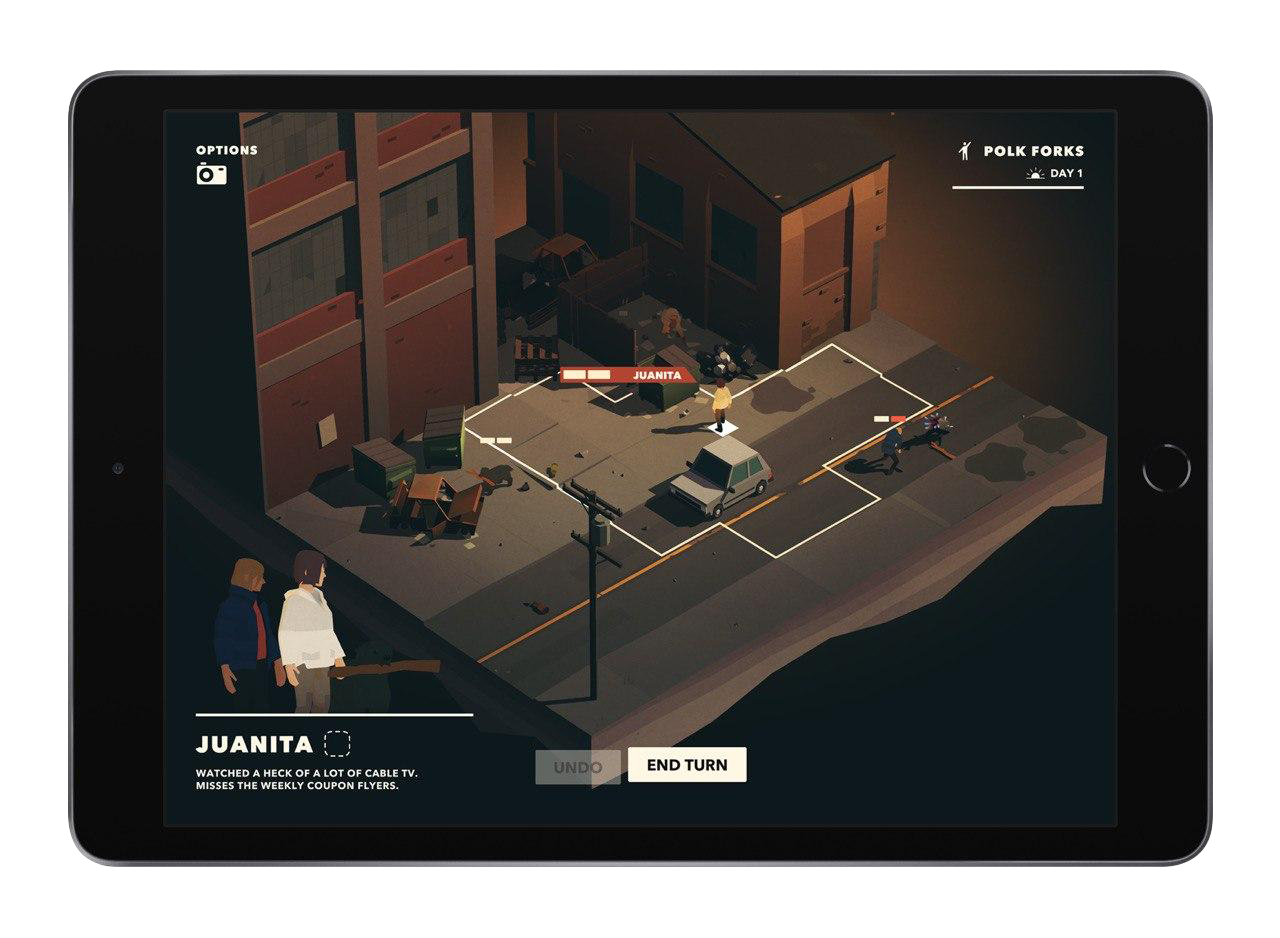 OPTIONS
POLK FORKS
DAY 1
JUANITA
JUANITA
WATCHED A HECK OF A LOT OF CABLE TV.
MISSES THE WEEKLY COUPON FLYERS.
UNDO
END TURN